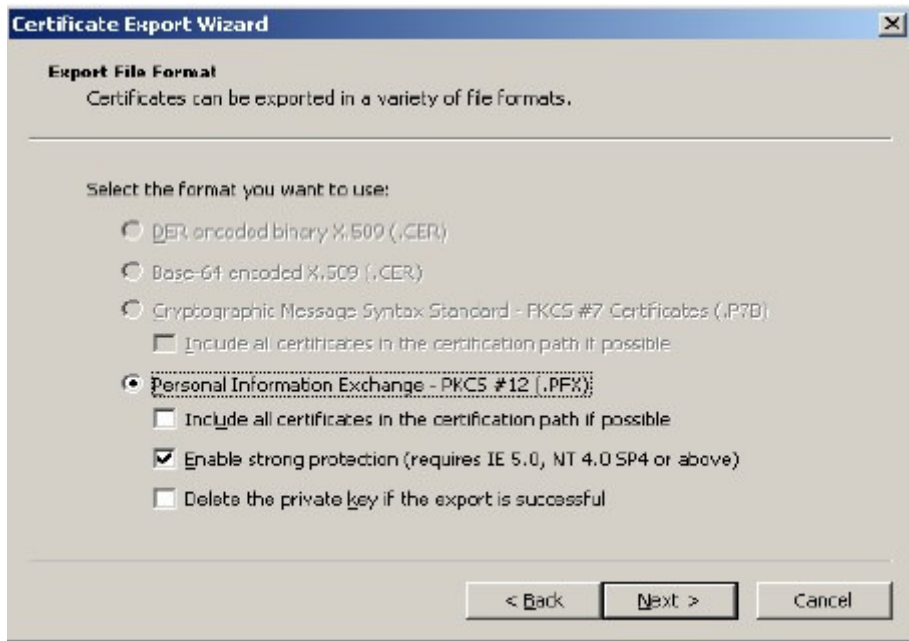 Certificate Export Wizard
Export File Format
Certificates can be exported in a variety of file formats.
Select the format you want to use:
DER encoded binary X.509 (.CER)
Base-64 encoded X.509 (.CER)
Cryptographic Message Syntax Standard - PKCS #7 Certificates (.P7B)
Include all certificates in the certification path if possible
Personal Information Exchange - PKCS #12 (.PFX)
Include all certificates in the certification path if possible
Enable strong protection (requires IE 5.0, NT 4.0 SP4 or above)
Delete the private key if the export is successful
< Back Next > Cancel